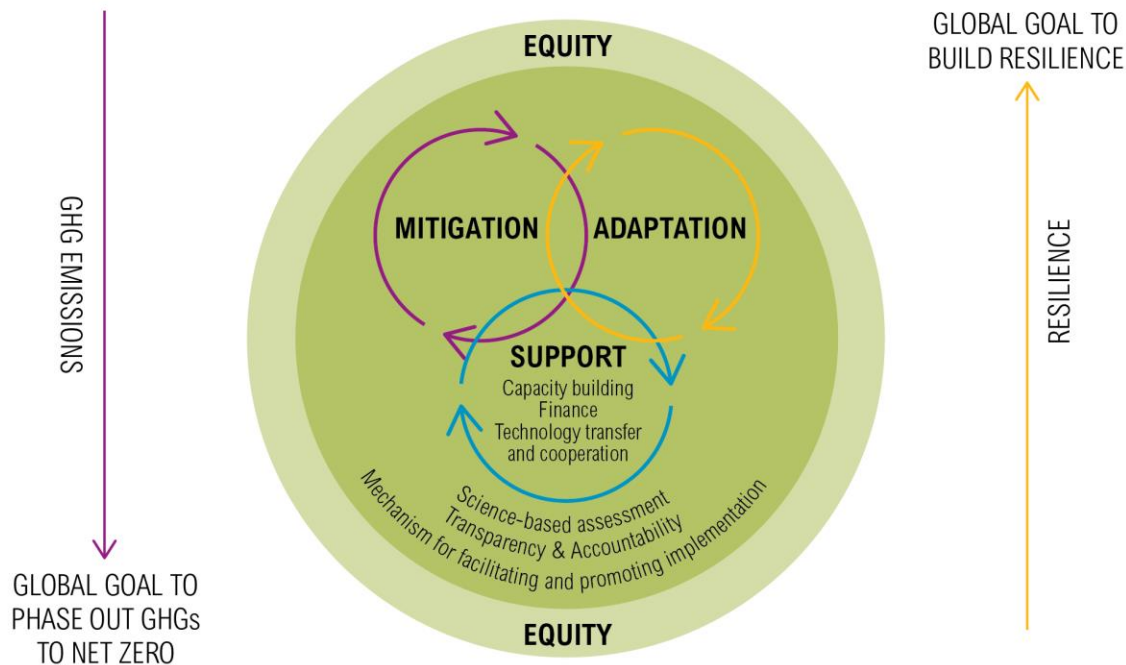 GLOBAL GOAL TO
BUILD RESILIENCE
EQUITY
GHG EMISSIONS
MITIGATION
ADAPTATION
RESILIENCE
SUPPORT
Capacity building
Finance
Technology transfer
and cooperation
Science-based assessment
Transparency & Accountability
Mechanism for facilitating and promoting implementation
GLOBAL GOAL TO
PHASE OUT GHGs
TO NET ZERO
EQUITY